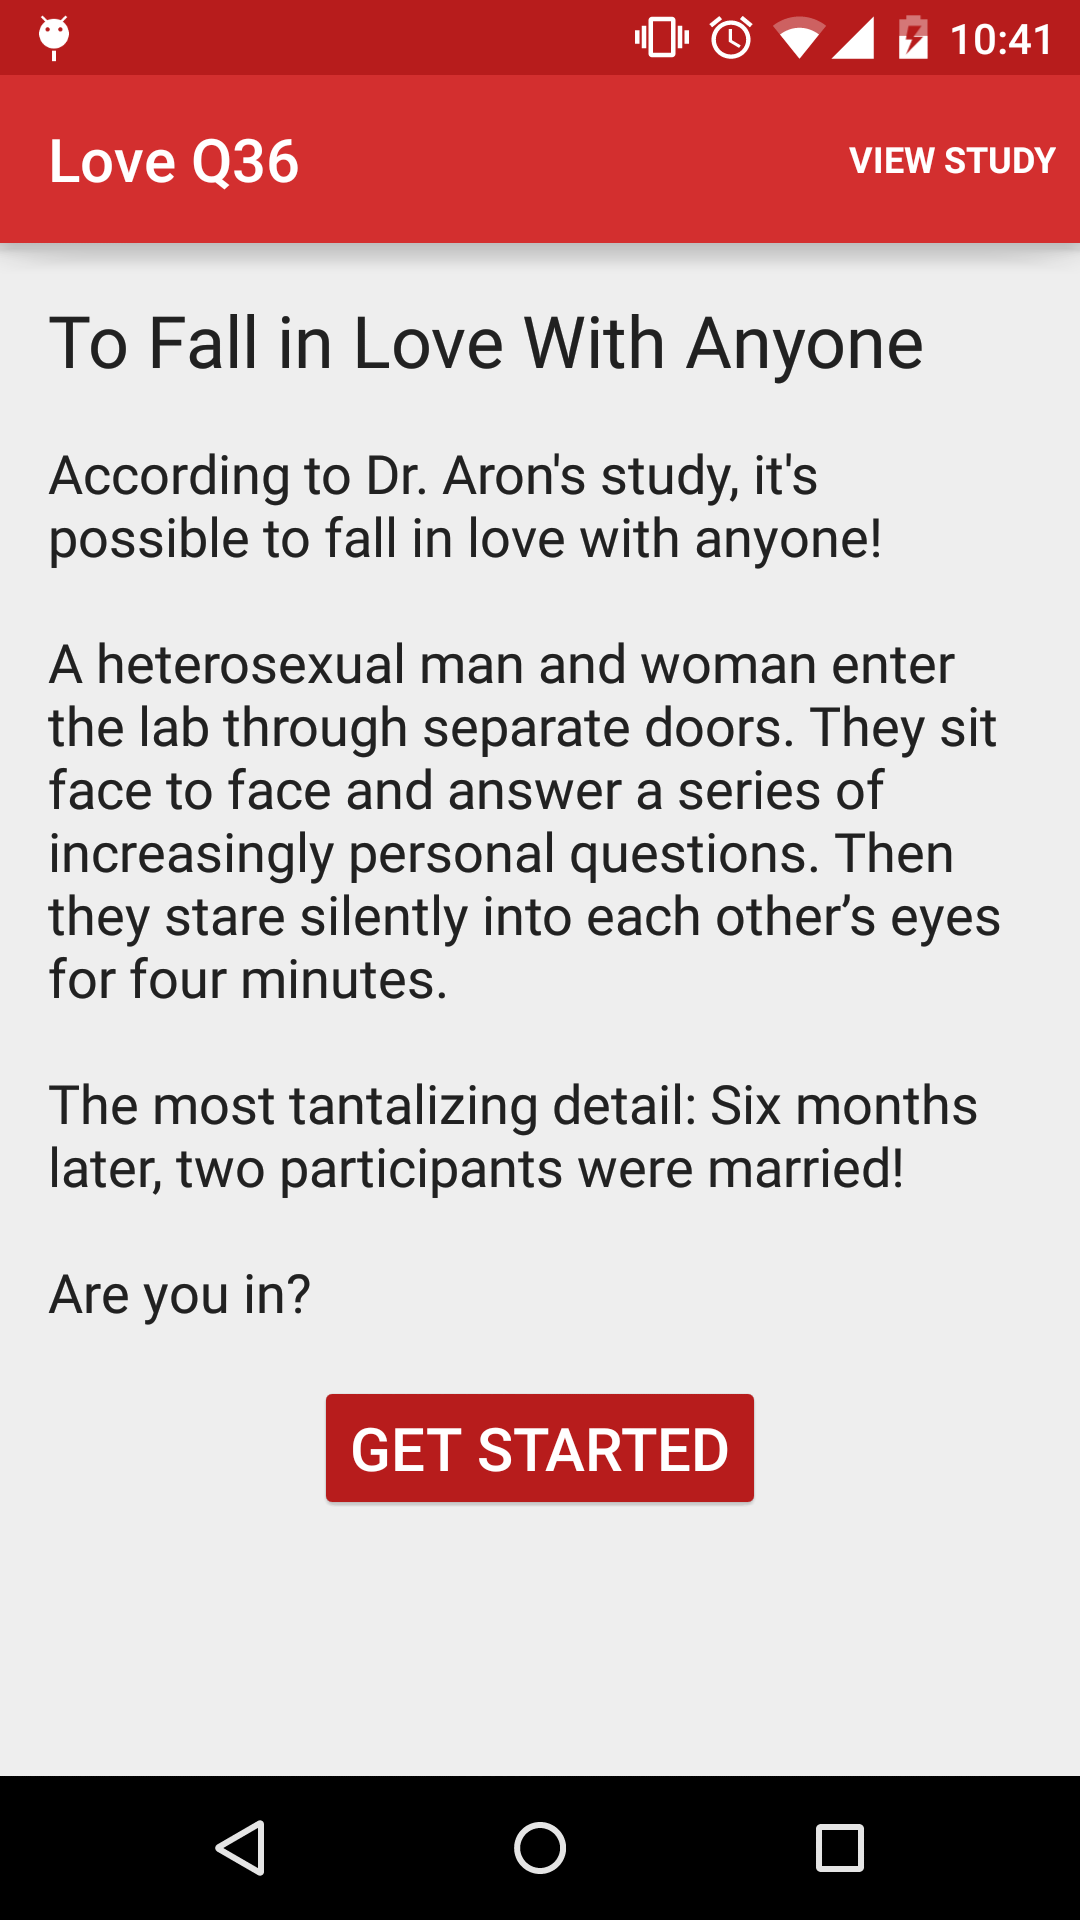 10:41
Love Q36
VIEW STUDY
To Fall in Love With Anyone
According to Dr. Aron's study, it's
possible to fall in love with anyone!
A heterosexual man and woman enter
the lab through separate doors. They sit
face to face and answer a series of
increasingly personal questions. Then
they stare silently into each other’s eyes
for four minutes.
The most tantalizing detail: Six months
later, two participants were married!
Are you in?
GET STARTED